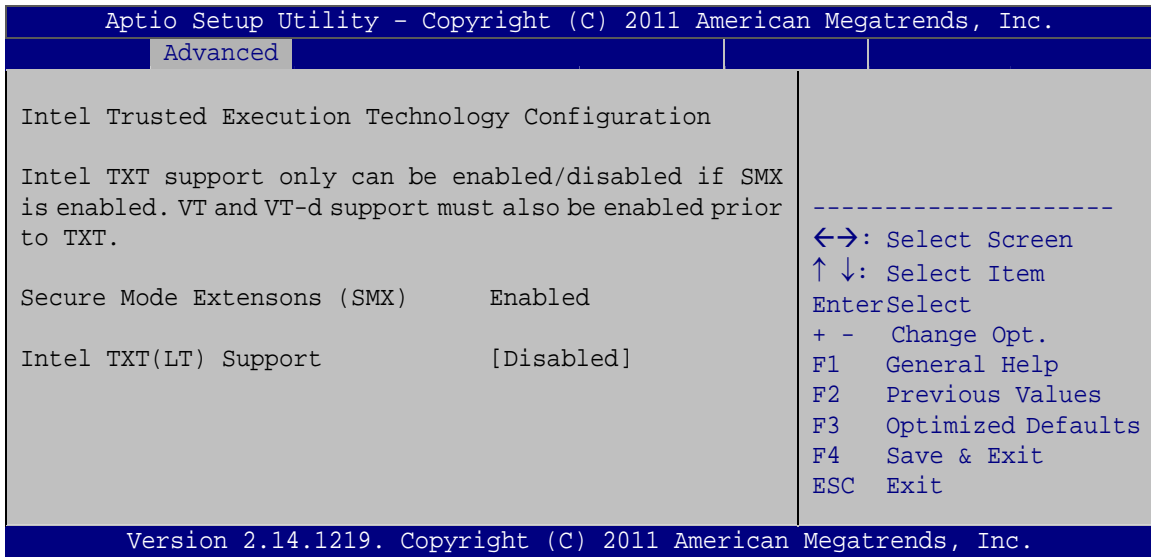 Aptio Setup Utility – Copyright (C) 2011 American Megatrends, Inc.
Advanced
Intel Trusted Execution Technology Configuration
Intel TXT support only can be enabled/disabled if SMX
is enabled. VT and VT-d support must also be enabled prior
to TXT.
Secure Mode Extensons (SMX) Enabled
Intel TXT(LT) Support [Disabled]
---------------------
←→: Select Screen
↑ ↓: Select Item
EnterSelect
+ - Change Opt.
F1 General Help
F2 Previous Values
F3 Optimized Defaults
F4 Save & Exit
ESC Exit
Version 2.14.1219. Copyright (C) 2011 American Megatrends, Inc.